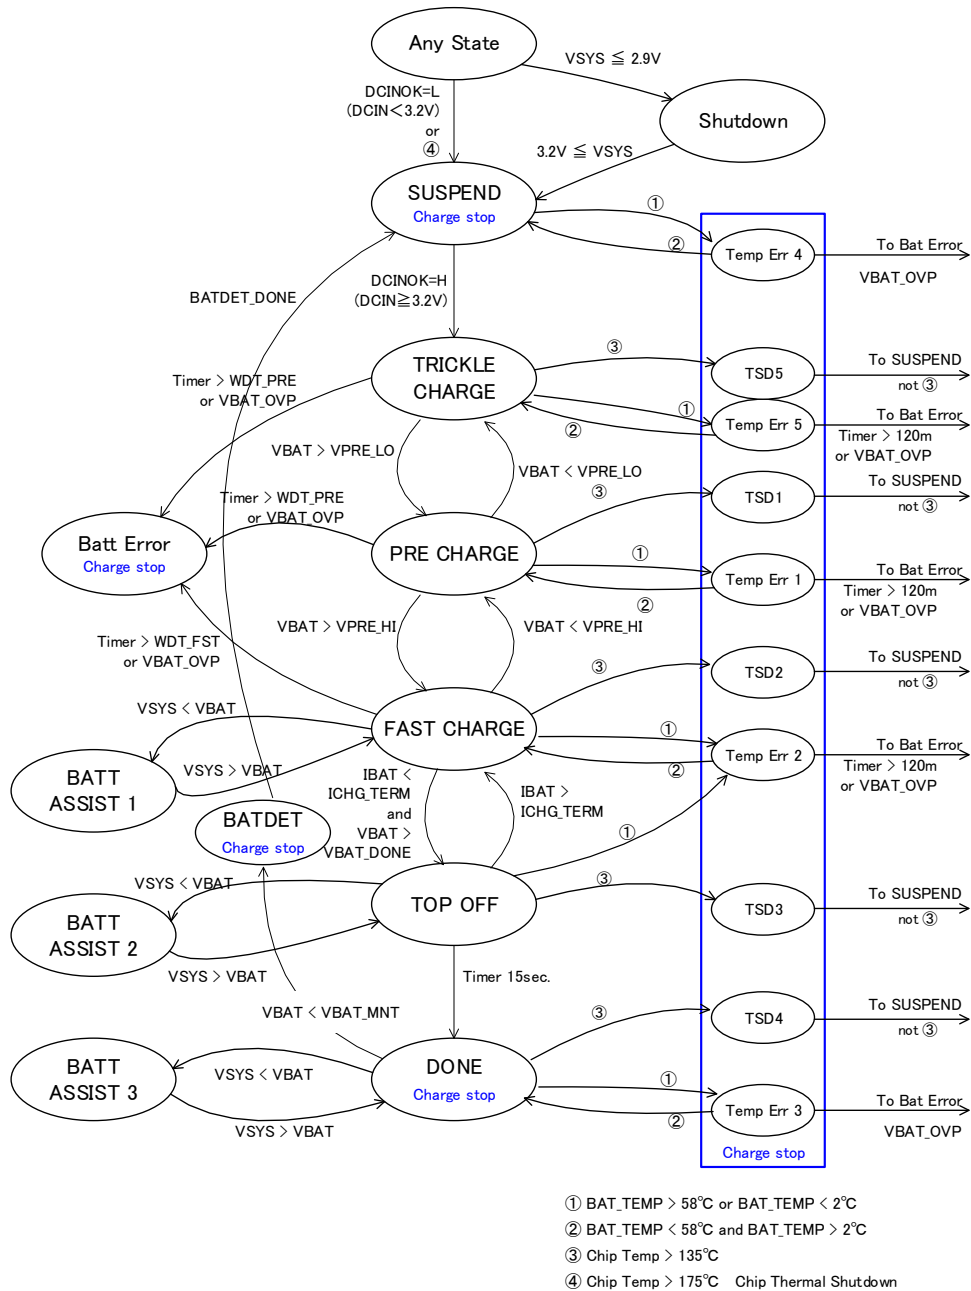 Any State
VSYS ≦ 2.9V
DCINOK=L
(DCIN<3.2V)
or
④
Shutdown
3.2V ≦ VSYS
SUSPEND
Charge stop
①
②
Temp Err 4
To Bat Error
VBAT_OVP
BATDET_DONE
DCINOK=H
(DCIN≧3.2V)
TRICKLE
CHARGE
③
TSD5
To SUSPEND
not ③
Timer > WDT_PRE
or VBAT_OVP
①
②
Temp Err 5
To Bat Error
Timer > 120m
or VBAT_OVP
VBAT > VPRE_LO
VBAT < VPRE_LO
③
TSD1
To SUSPEND
not ③
Timer > WDT_PRE
or VBAT_OVP
Batt Error
Charge stop
PRE CHARGE
①
②
Temp Err 1
To Bat Error
Timer > 120m
or VBAT_OVP
VBAT > VPRE_HI
VBAT < VPRE_HI
Timer > WDT_FST
or VBAT_OVP
③
TSD2
To SUSPEND
not ③
VSYS < VBAT
FAST CHARGE
①
②
Temp Err 2
To Bat Error
Timer > 120m
or VBAT_OVP
VSYS > VBAT
BATT
ASSIST 1
IBAT <
ICHG_TERM
and
VBAT >
VBAT_DONE
IBAT >
ICHG_TERM
BATDET
Charge stop
①
VSYS < VBAT
TOP OFF
③
TSD3
To SUSPEND
not ③
BATT
ASSIST 2
VSYS > VBAT
Timer 15sec.
VBAT < VBAT_MNT
③
TSD4
To SUSPEND
not ③
BATT
ASSIST 3
VSYS < VBAT
DONE
Charge stop
①
②
Temp Err 3
To Bat Error
VBAT_OVP
VSYS > VBAT
Charge stop
① BAT_TEMP > 58℃ or BAT_TEMP < 2℃
② BAT_TEMP < 58℃ and BAT_TEMP > 2℃
③ Chip Temp > 135℃
④ Chip Temp > 175℃ Chip Thermal Shutdown